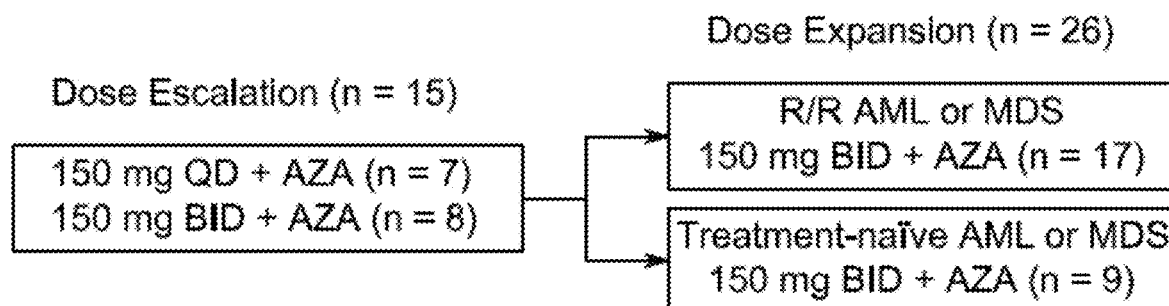 Dose Escalation (n = 15)
150 mg QD + AZA (n = 7)
150 mg BID + AZA (n = 8)
Dose Expansion (n = 26)
R/R AML or MDS
150 mg BID + AZA (n = 17)
Treatment-naïve AML or MDS
150 mg BID + AZA (n = 9)